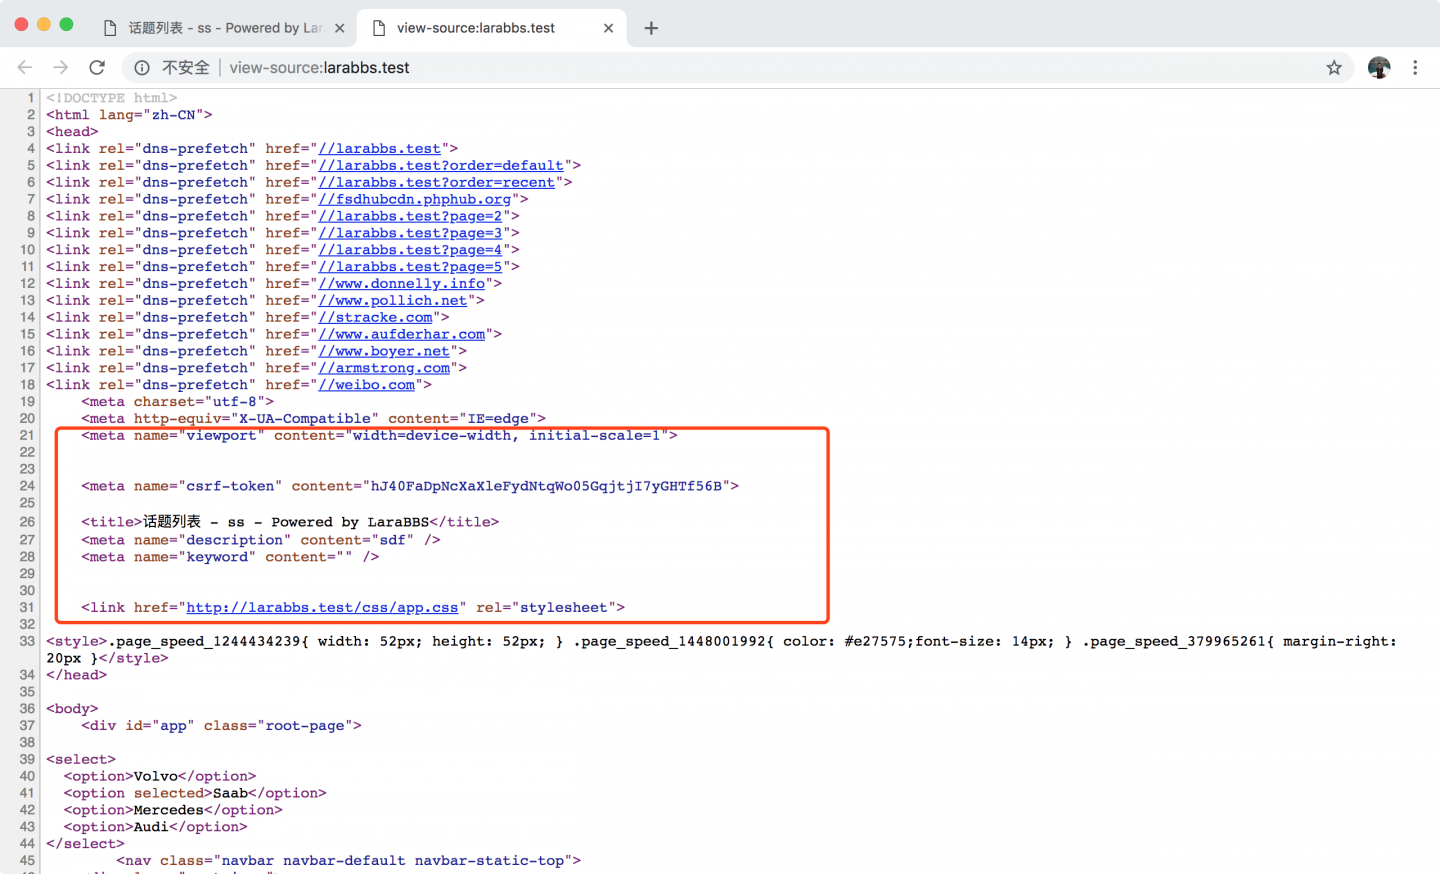 话题列表 - ss - Powered by Lar
view-source:larabbs.test
不安全 view-source:larabbs.test
1 <!DOCTYPE html>
2 <html lang="zh-CN">
3 <head>
4 <link rel="dns-prefetch" href="//larabbs.test">
5 <link rel="dns-prefetch" href="//larabbs.test?order=default">
6 <link rel="dns-prefetch" href="//larabbs.test?order=recent">
7 <link rel="dns-prefetch" href="//fsdhubcdn.phphub.org">
8 <link rel="dns-prefetch" href="//larabbs.test?page=2">
9 <link rel="dns-prefetch" href="//larabbs.test?page=3">
10 <link rel="dns-prefetch" href="//larabbs.test?page=4">
11 <link rel="dns-prefetch" href="//larabbs.test?page=5">
12 <link rel="dns-prefetch" href="//www.donnelly.info">
13 <link rel="dns-prefetch" href="//www.pollich.net">
14 <link rel="dns-prefetch" href="//stracke.com">
15 <link rel="dns-prefetch" href="//www.aufderhar.com">
16 <link rel="dns-prefetch" href="//www.boyer.net">
17 <link rel="dns-prefetch" href="//armstrong.com">
18 <link rel="dns-prefetch" href="//weibo.com">
19 <meta charset="utf-8">
20 <meta http-equiv="X-UA-Compatible" content="IE=edge">
21 <meta name="viewport" content="width=device-width, initial-scale=1">
22
23
24 <meta name="csrf-token" content="hJ40FaDpNcXaXleFydNtqWo05GqjtjI7yGHTf56B">
25
26 <title>话题列表 - ss - Powered by LaraBBS</title>
27 <meta name="description" content="sdf" />
28 <meta name="keyword" content="" />
29
30
31 <link href="http://larabbs.test/css/app.css" rel="stylesheet">
32
33 <style>.page_speed_1244434239{ width: 52px; height: 52px; } .page_speed_1448001992{ color: #e27575;font-size: 14px; } .page_speed_379965261{ margin-right:
20px }</style>
34 </head>
35
36 <body>
37 <div id="app" class="root-page">
38
39 <select>
40 <option>Volvo</option>
41 <option selected>Saab</option>
42 <option>Mercedes</option>
43 <option>Audi</option>
44 </select>
45 <nav class="navbar navbar-default navbar-static-top">